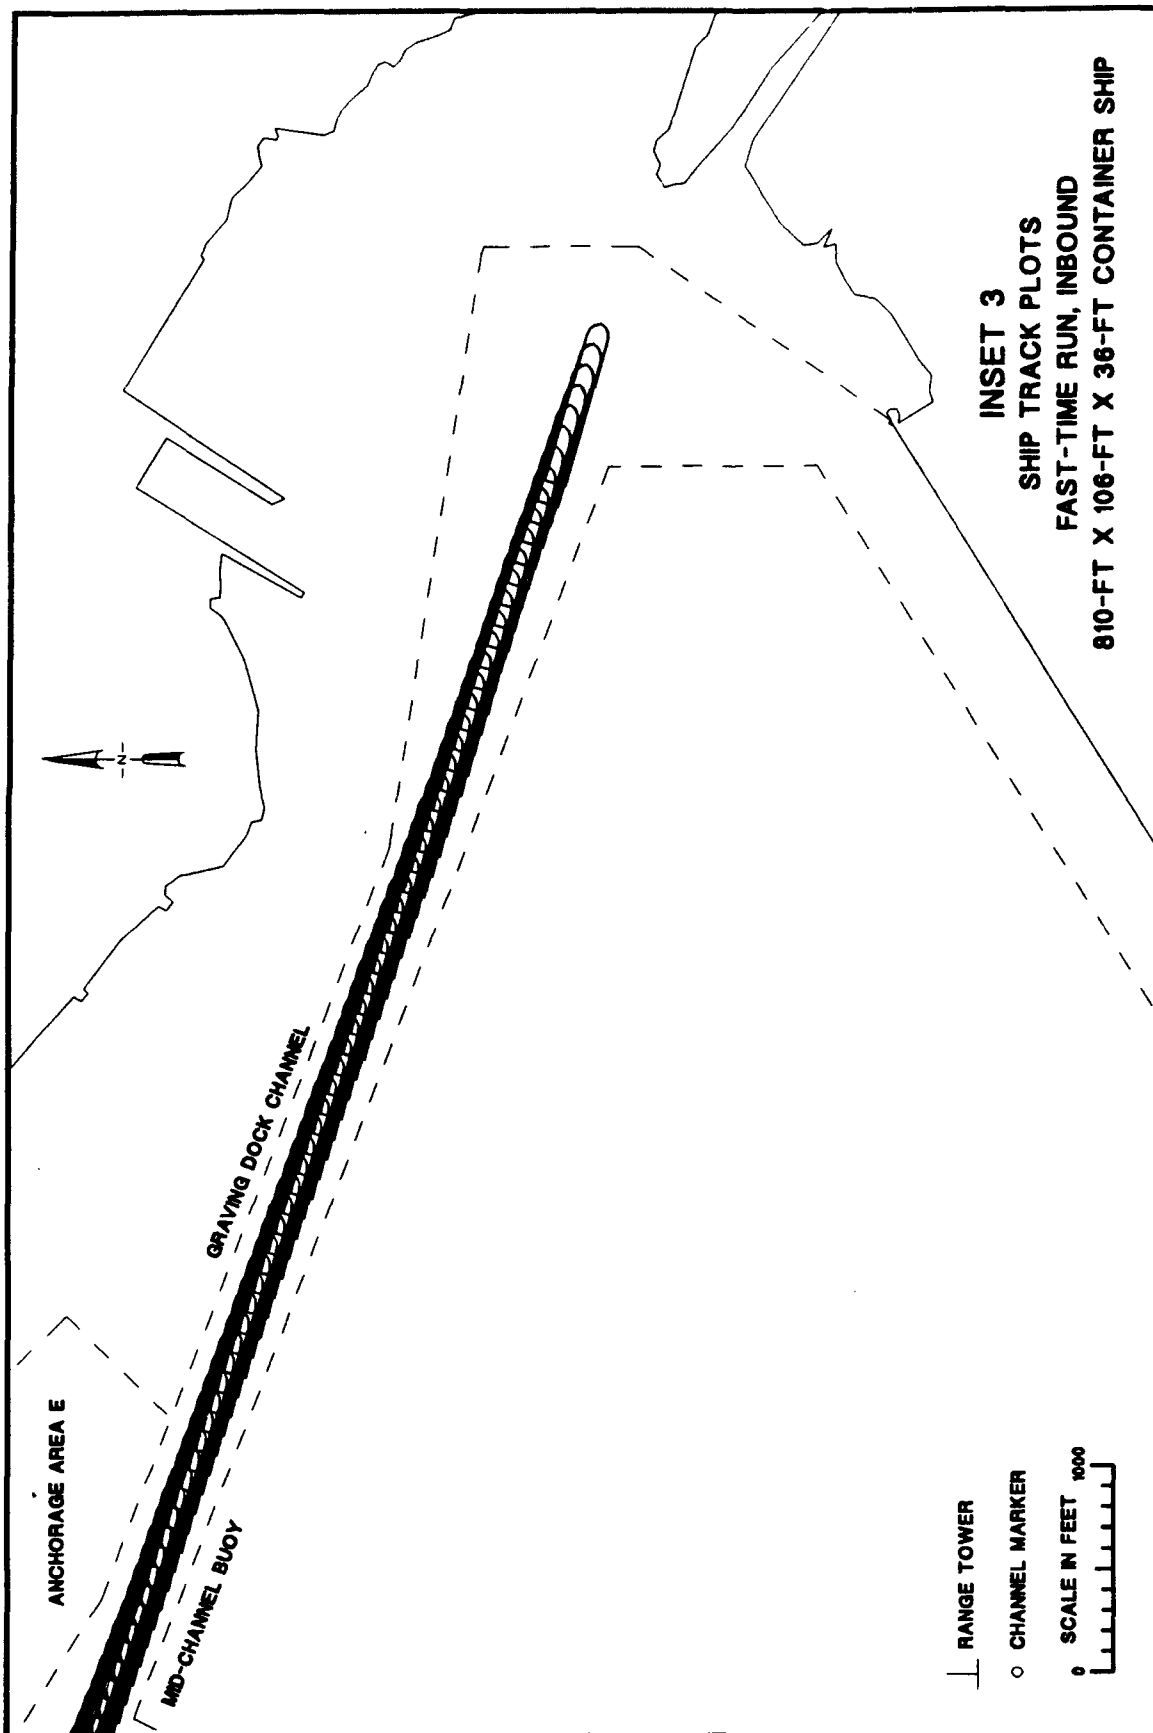 ANCHORAGE AREA E
MID-CHANNEL BUOY
GRAVING DOCK CHANNEL
N
RANGE TOWER
CHANNEL MARKER
SCALE IN FEET
0 1000
INSET 3
SHIP TRACK PLOTS
FAST-TIME RUN, INBOUND
810-FT X 106-FT X 36-FT CONTAINER SHIP